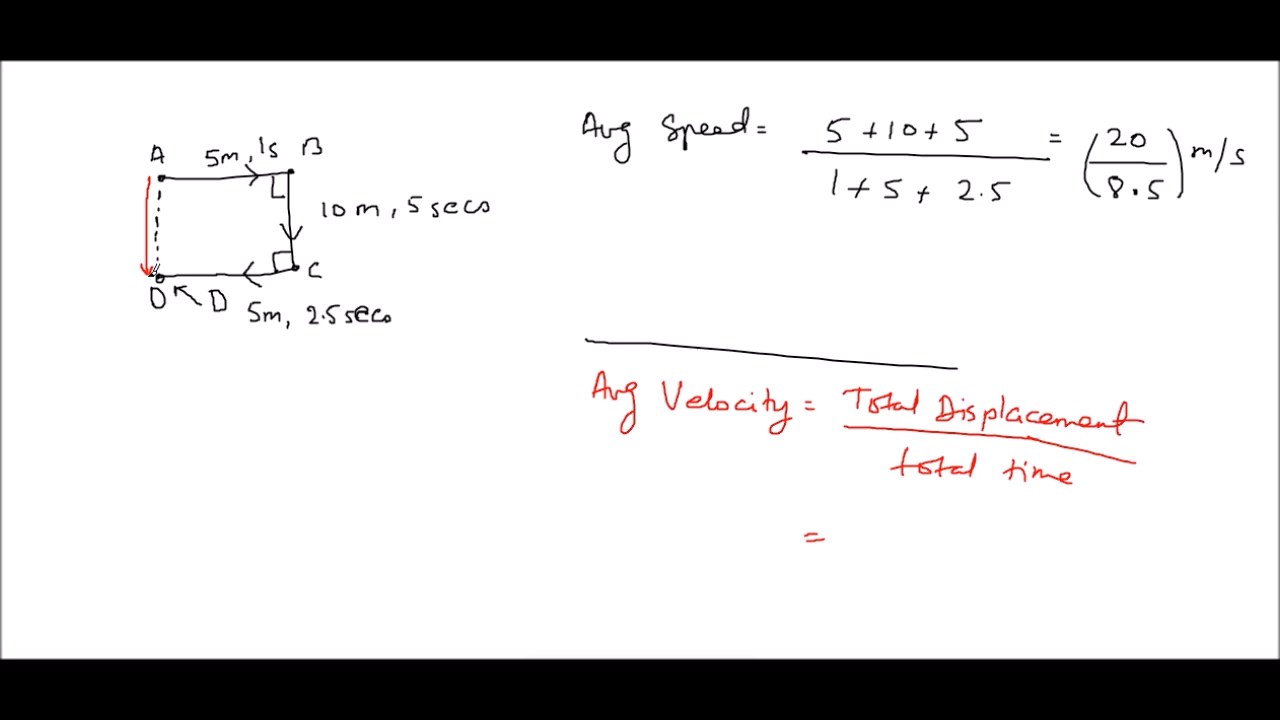 A 5m, 1s B
10m, 5 secs
C
D D
5m, 2.5 secs
Avg Speed = 5 + 10 + 5 / 1 + 5 + 2.5 = (20 / 8.5) m/s
Avg Velocity = Total Displacement / total time
=